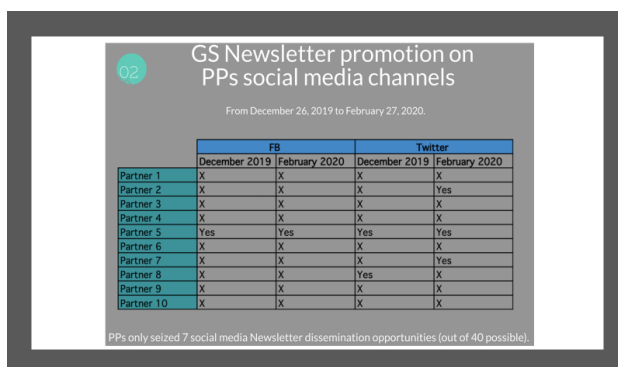 02
GS Newsletter promotion on
PPs social media channels
From December 26, 2019 to February 27, 2020.
FB Twitter
December 2019 February 2020 December 2019 February 2020
Partner 1 X X X X
Partner 2 X X X Yes
Partner 3 X X X X
Partner 4 X X X X
Partner 5 Yes Yes Yes Yes
Partner 6 X X X X
Partner 7 X X X Yes
Partner 8 X X Yes X
Partner 9 X X X X
Partner 10 X X X X
PPs only seized 7 social media Newsletter dissemination opportunities (out of 40 possible).